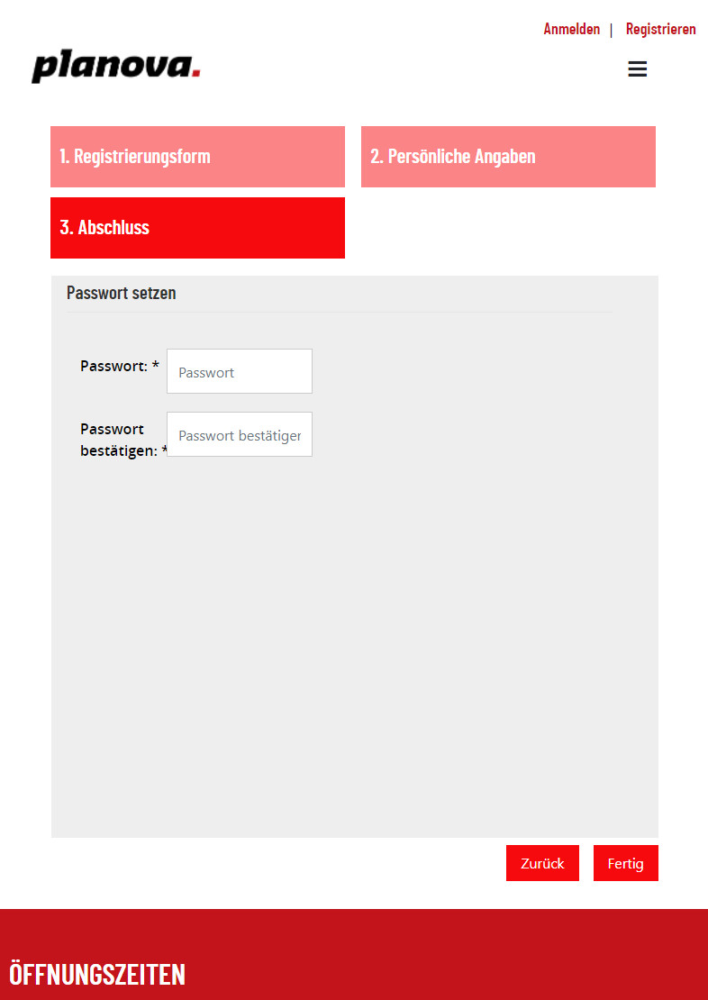 Anmelden | Registrieren
planova.
1. Registrierungsform
2. Persönliche Angaben
3. Abschluss
Passwort setzen
Passwort: *
Passwort
Passwort
bestätigen: *
Passwort bestätigen
Zurück
Fertig
ÖFFNUNGSZEITEN